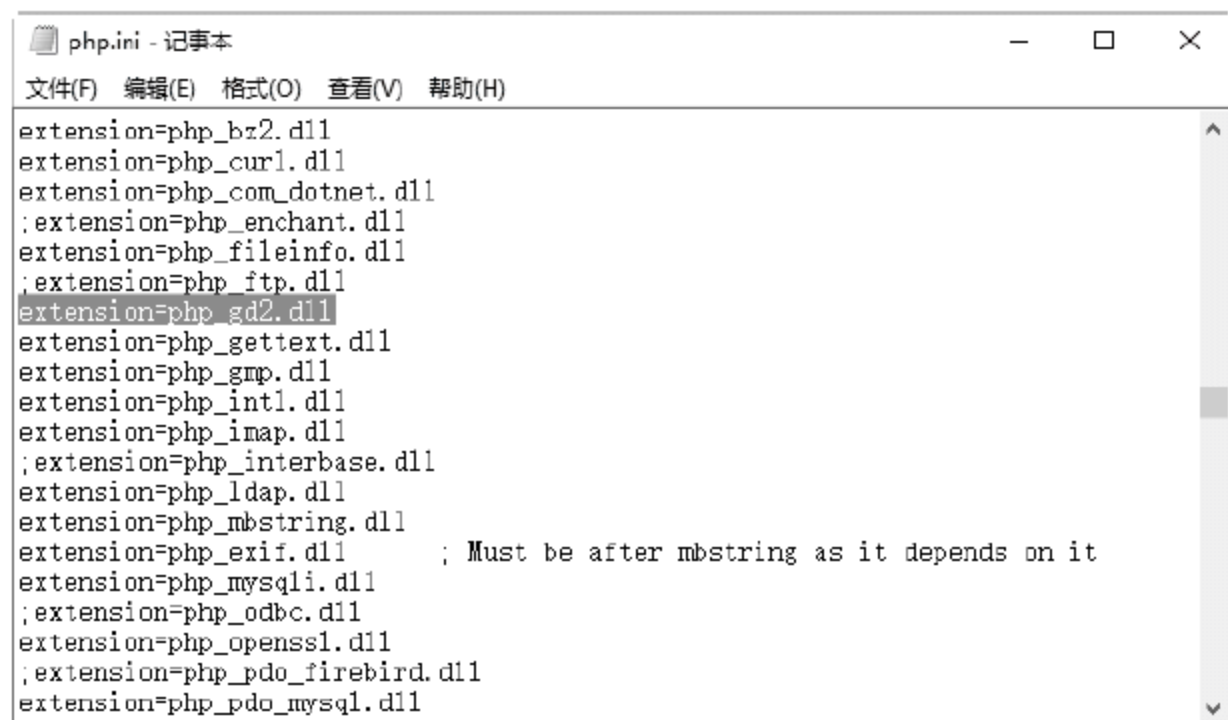 php.ini - 记事本
文件(F) 编辑(E) 格式(O) 查看(V) 帮助(H)
extension=php_bz2.dll
extension=php_curl.dll
extension=php_com_dotnet.dll
;extension=php_enchant.dll
extension=php_fileinfo.dll
;extension=php_ftp.dll
extension=php_gd2.dll
extension=php_gettext.dll
extension=php_gmp.dll
extension=php_intl.dll
extension=php_imap.dll
;extension=php_interbase.dll
extension=php_ldap.dll
extension=php_mbstring.dll
extension=php_exif.dll      ; Must be after mbstring as it depends on it
extension=php_mysqli.dll
;extension=php_odbc.dll
extension=php_openssl.dll
;extension=php_pdo_firebird.dll
extension=php_pdo_mysql.dll